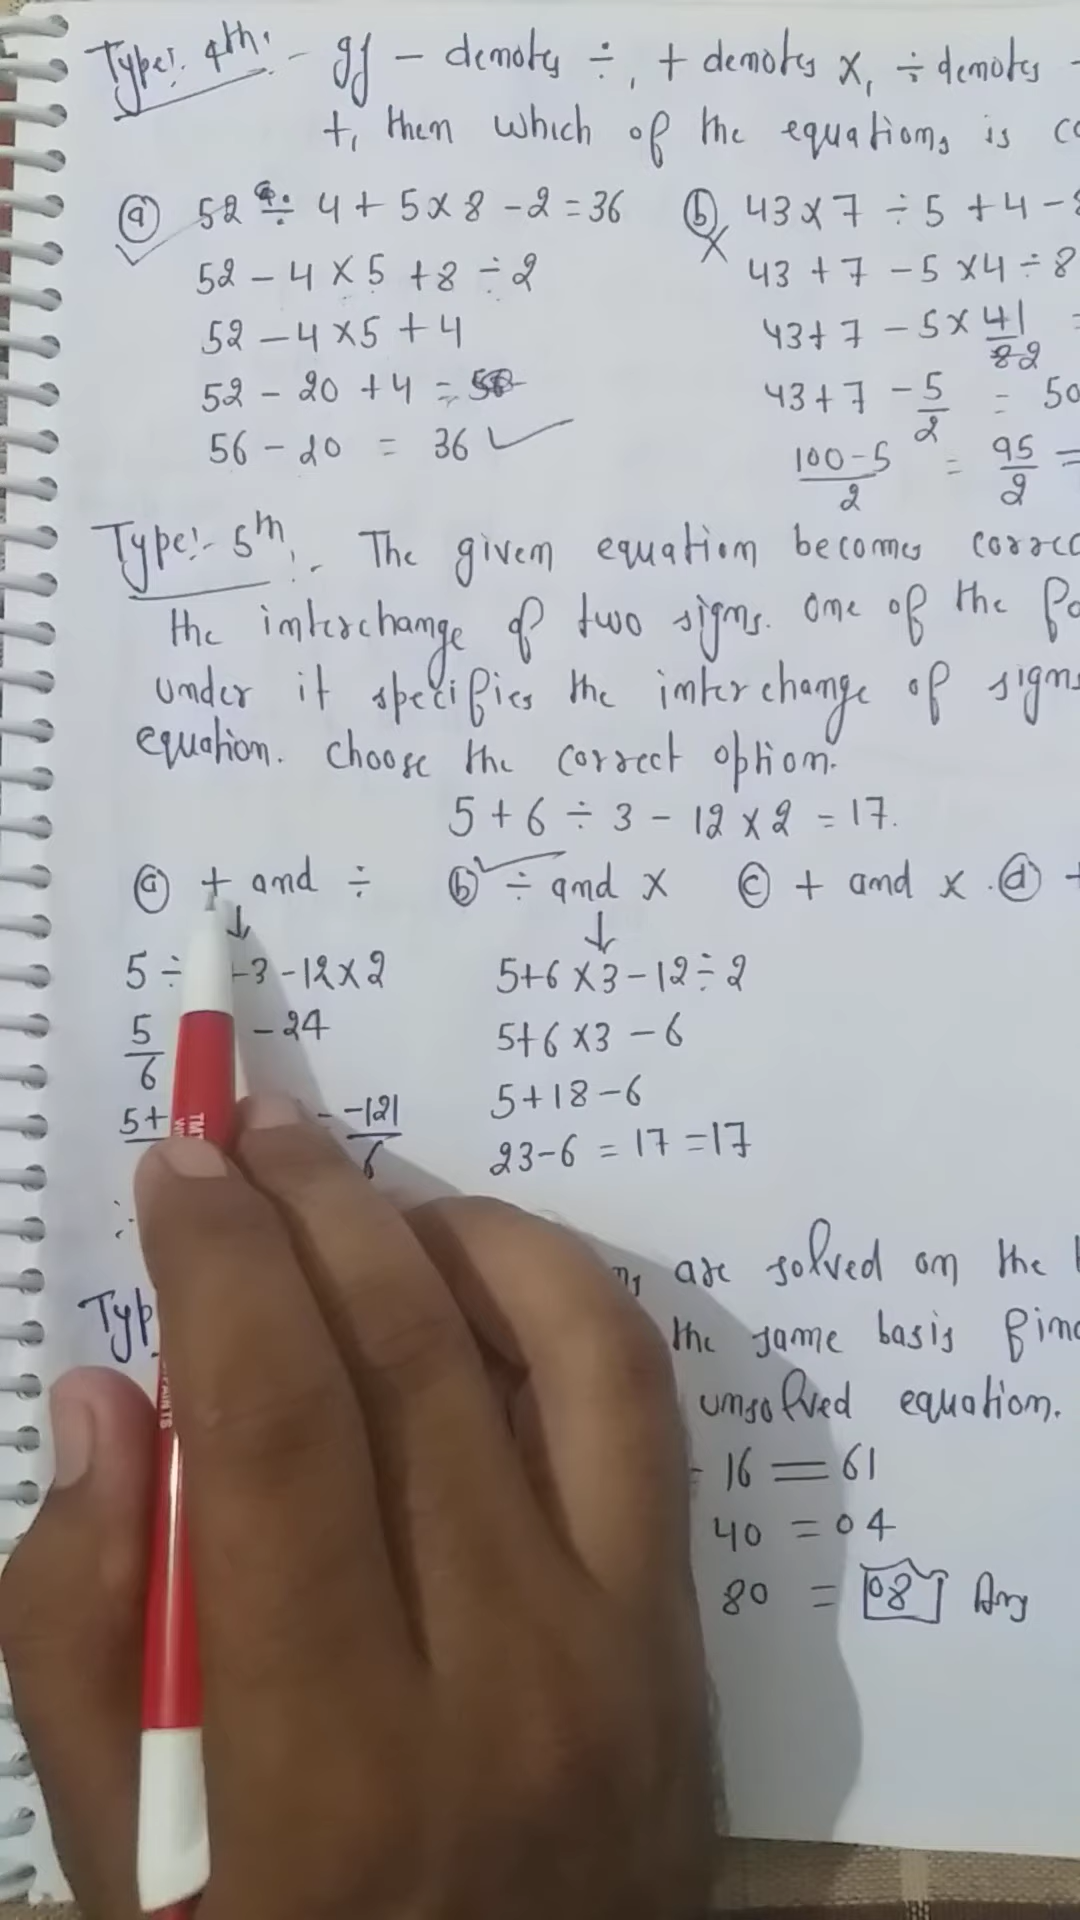 Type:- 4th:- If - denotes ÷, + denotes x, ÷ denotes -
+, then which of the equations is
(a) 52 ÷ 4 + 5 x 8 - 2 = 36 (b) 43 x 7 ÷ 5 + 4 - 8
52 - 4 x 5 + 8 ÷ 2
43 + 7 - 5 x 4 ÷ 8
52 - 4 x 5 + 4
43 + 7 - 5 x 41/82 =
52 - 20 + 4 =
43 + 7 - 5/2 = 50
56 - 20 = 36 ✓
100-5/2 = 95/2 =
Type:- 5th:- The given equation becomes
the interchange of two signs. One of the
under it specifies the interchange of signs
equation. Choose the correct option.
5 + 6 ÷ 3 - 12 x 2 = 17.
(a) + and ÷ (b) ÷ and x (c) + and x. (d) +
5 ÷ +3 - 12 x 2
5+6 x 3 - 12 ÷ 2
5/6 - 24
5+6 x 3 - 6
5+ = -121/6
5+18-6
23-6 = 17 = 17
∴
are solved on the
Typ the same basis
unsolved equation.
- 16 = 61
40 = 04
80 = 08 Ans
TM